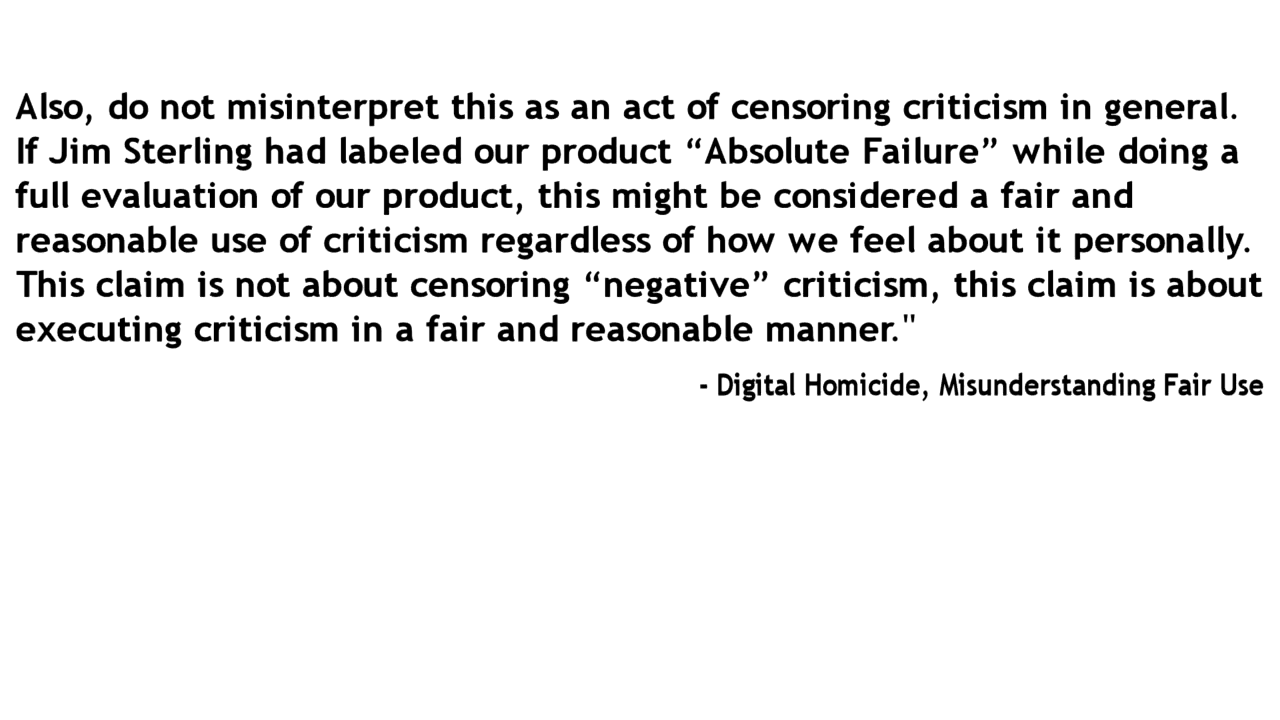 Also, do not misinterpret this as an act of censoring criticism in general.
If Jim Sterling had labeled our product “Absolute Failure” while doing a
full evaluation of our product, this might be considered a fair and
reasonable use of criticism regardless of how we feel about it personally.
This claim is not about censoring “negative” criticism, this claim is about
executing criticism in a fair and reasonable manner."
- Digital Homicide, Misunderstanding Fair Use